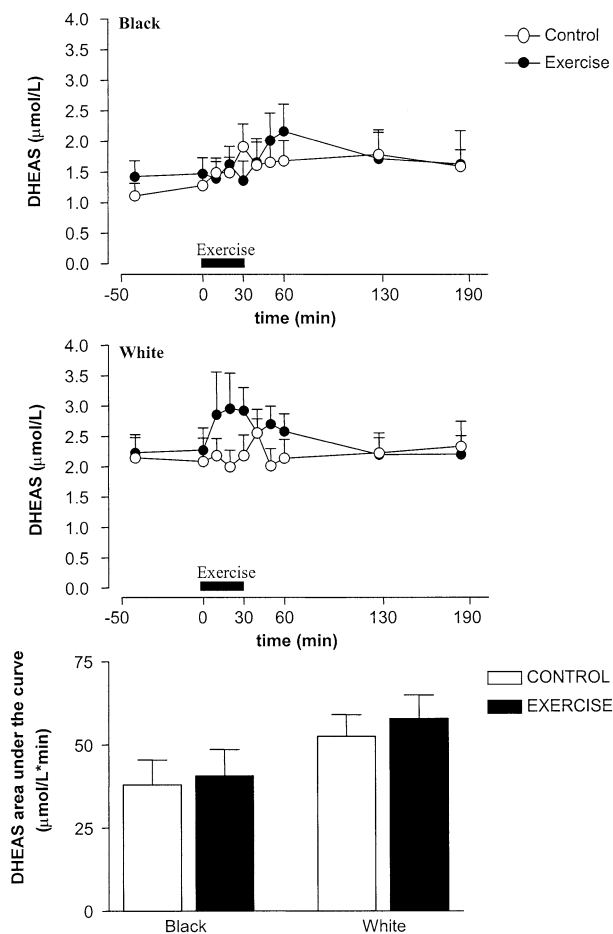 Black
Control
Exercise
4.0
3.5
3.0
2.5
2.0
1.5
1.0
0.5
0.0
DHEAS (µmol/L)
Exercise
-50 0 30 60 130 190
time (min)
White
4.0
3.5
3.0
2.5
2.0
1.5
1.0
0.5
0.0
DHEAS (µmol/L)
Exercise
-50 0 30 60 130 190
time (min)
75
50
25
0
DHEAS area under the curve
(µmol/L*min)
CONTROL
EXERCISE
Black White